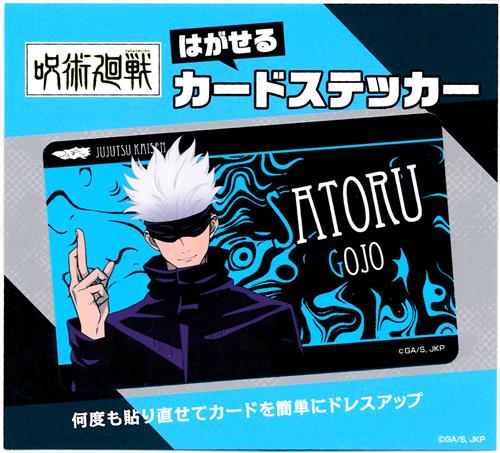 呪術廻戦
はがせる
カードステッカー
JUJUTSU KAISEN
SATORU
GOJO
©GA/S, JKP
何度も貼り直せてカードを簡単にドレスアップ
©GA/S, JKP